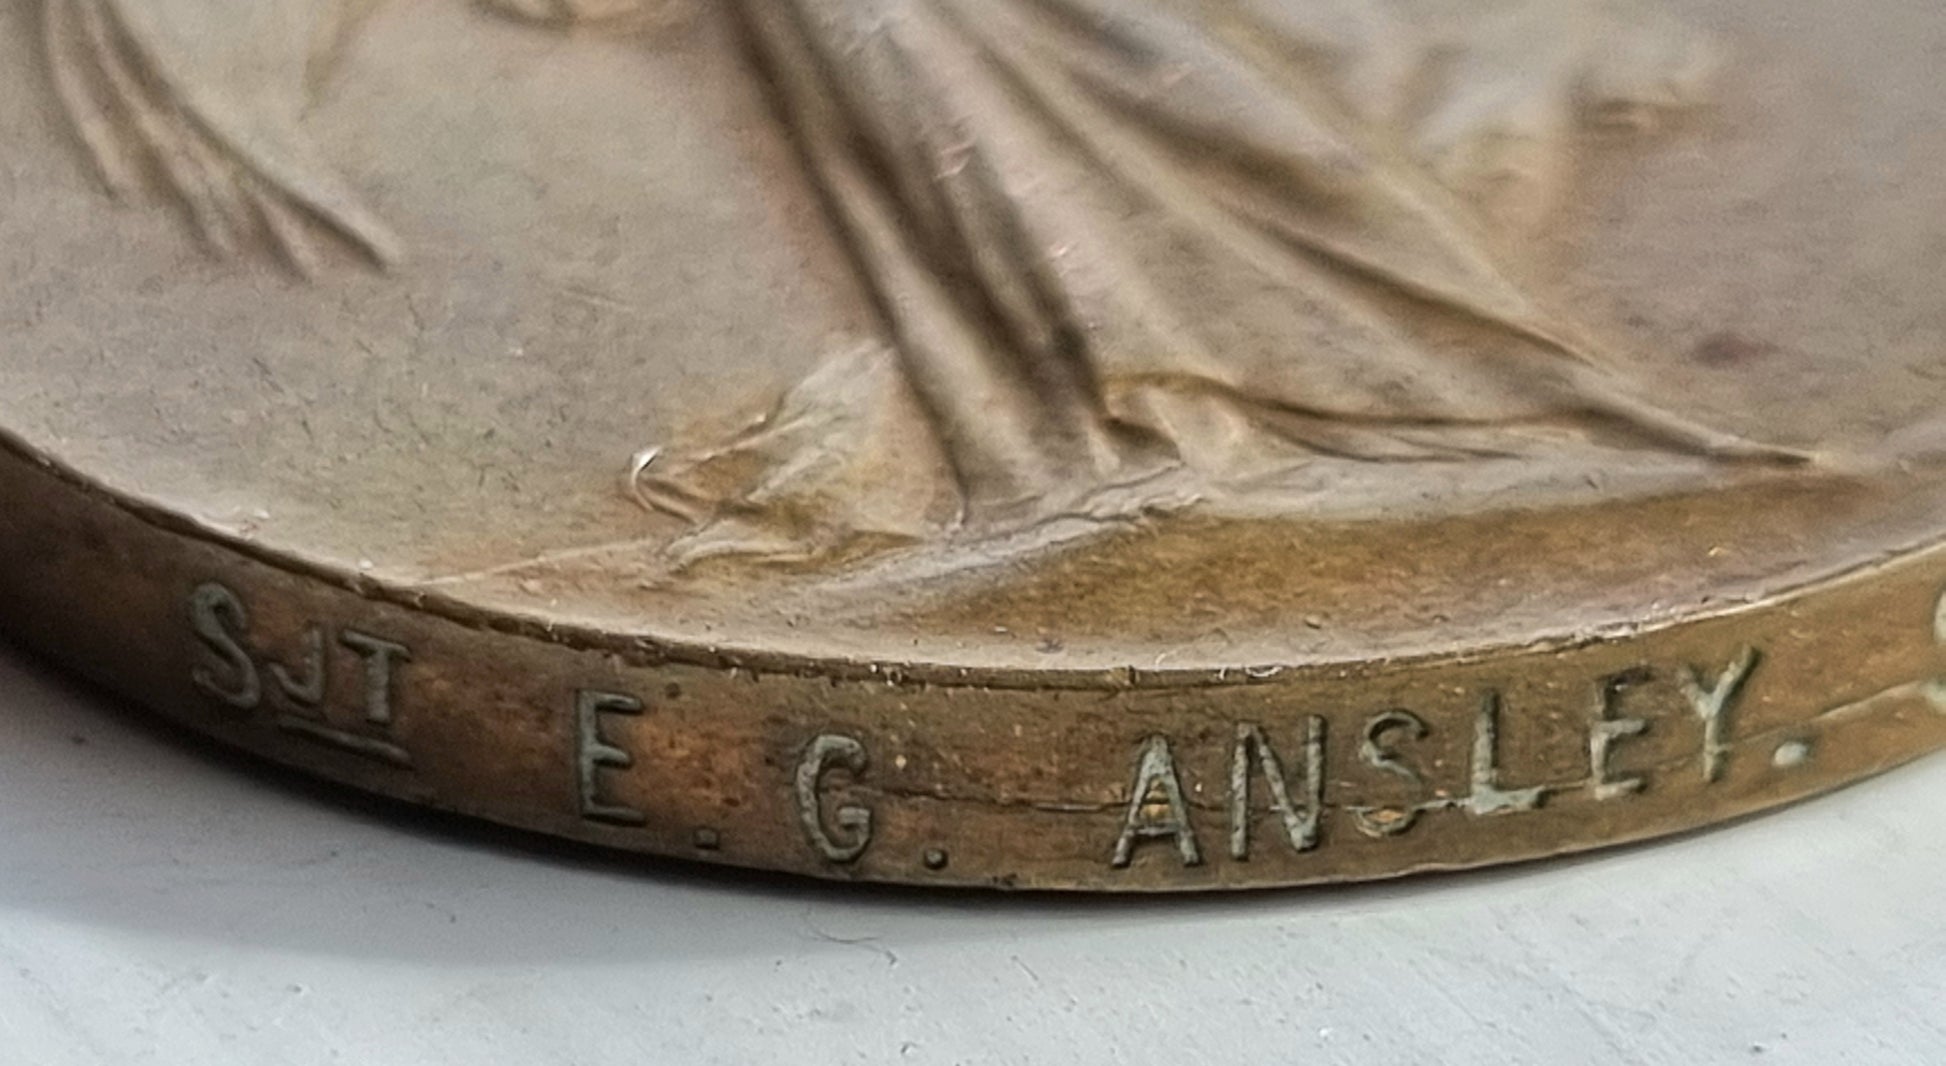 SJT E. G. ANSLEY.